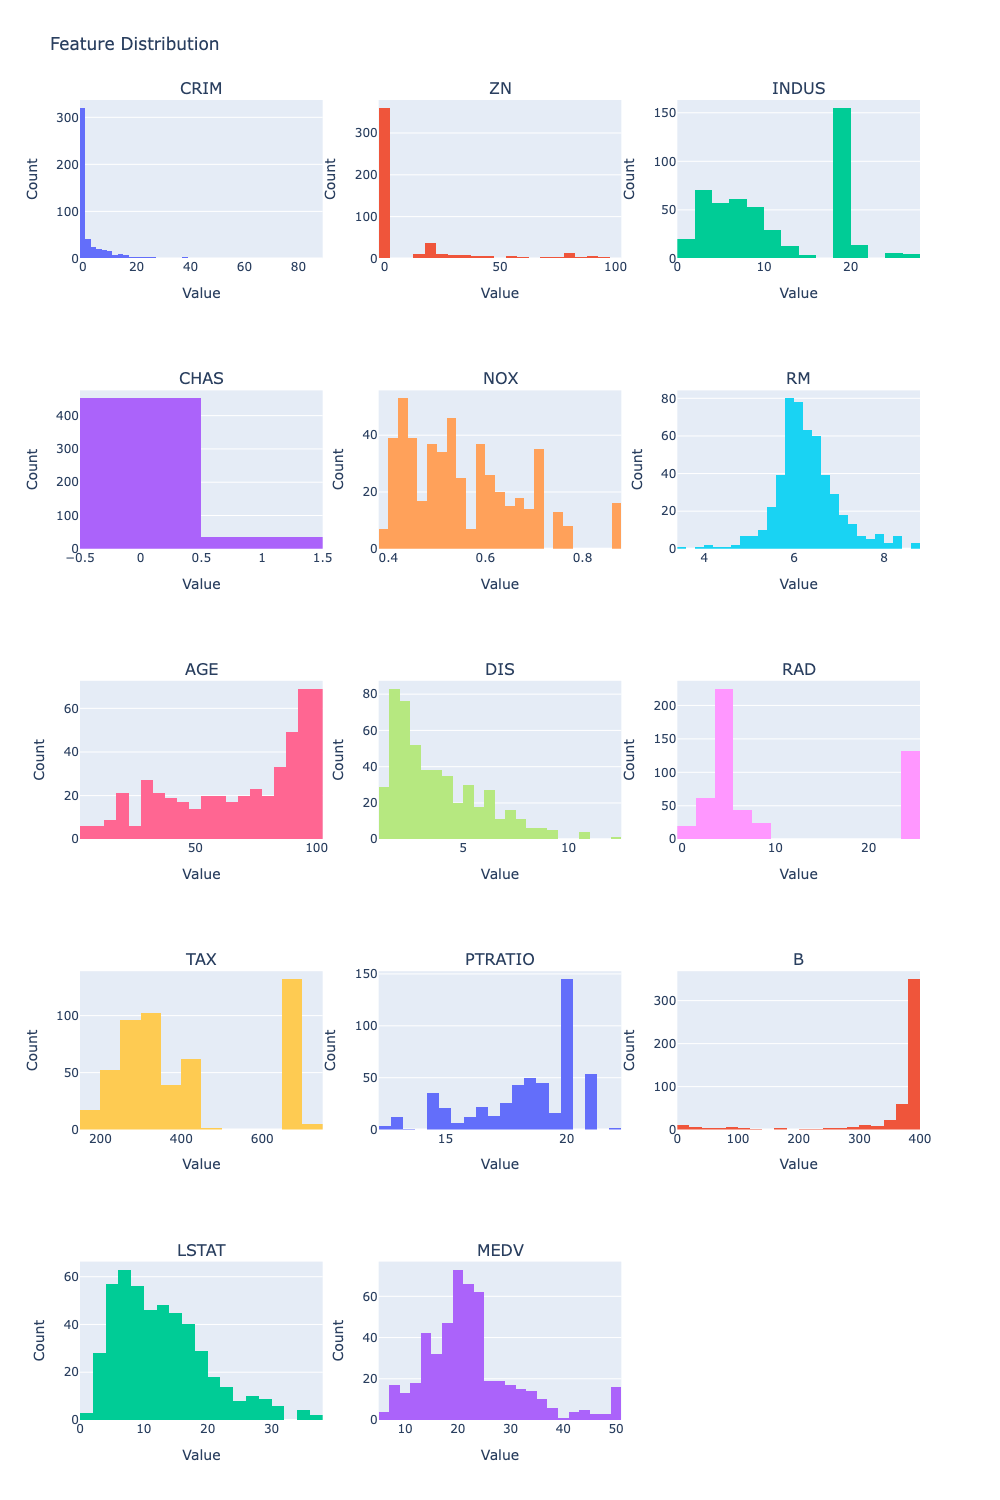 Feature Distribution
CRIM
ZN
INDUS
300
200
100
0
Count
0 20 40 60 80
Value
300
200
100
0
Count
0 50 100
Value
150
100
50
0
Count
0 10 20
Value
CHAS
NOX
RM
400
300
200
100
0
Count
−0.5 0 0.5 1 1.5
Value
40
20
0
Count
0.4 0.6 0.8
Value
80
60
40
20
0
Count
4 6 8
Value
AGE
DIS
RAD
60
40
20
0
Count
50 100
Value
80
60
40
20
0
Count
5 10
Value
200
150
100
50
0
Count
0 10 20
Value
TAX
PTRATIO
B
100
50
0
Count
200 400 600
Value
150
100
50
0
Count
15 20
Value
300
200
100
0
Count
0 100 200 300 400
Value
LSTAT
MEDV
60
40
20
0
Count
0 10 20 30
Value
60
40
20
0
Count
10 20 30 40 50
Value